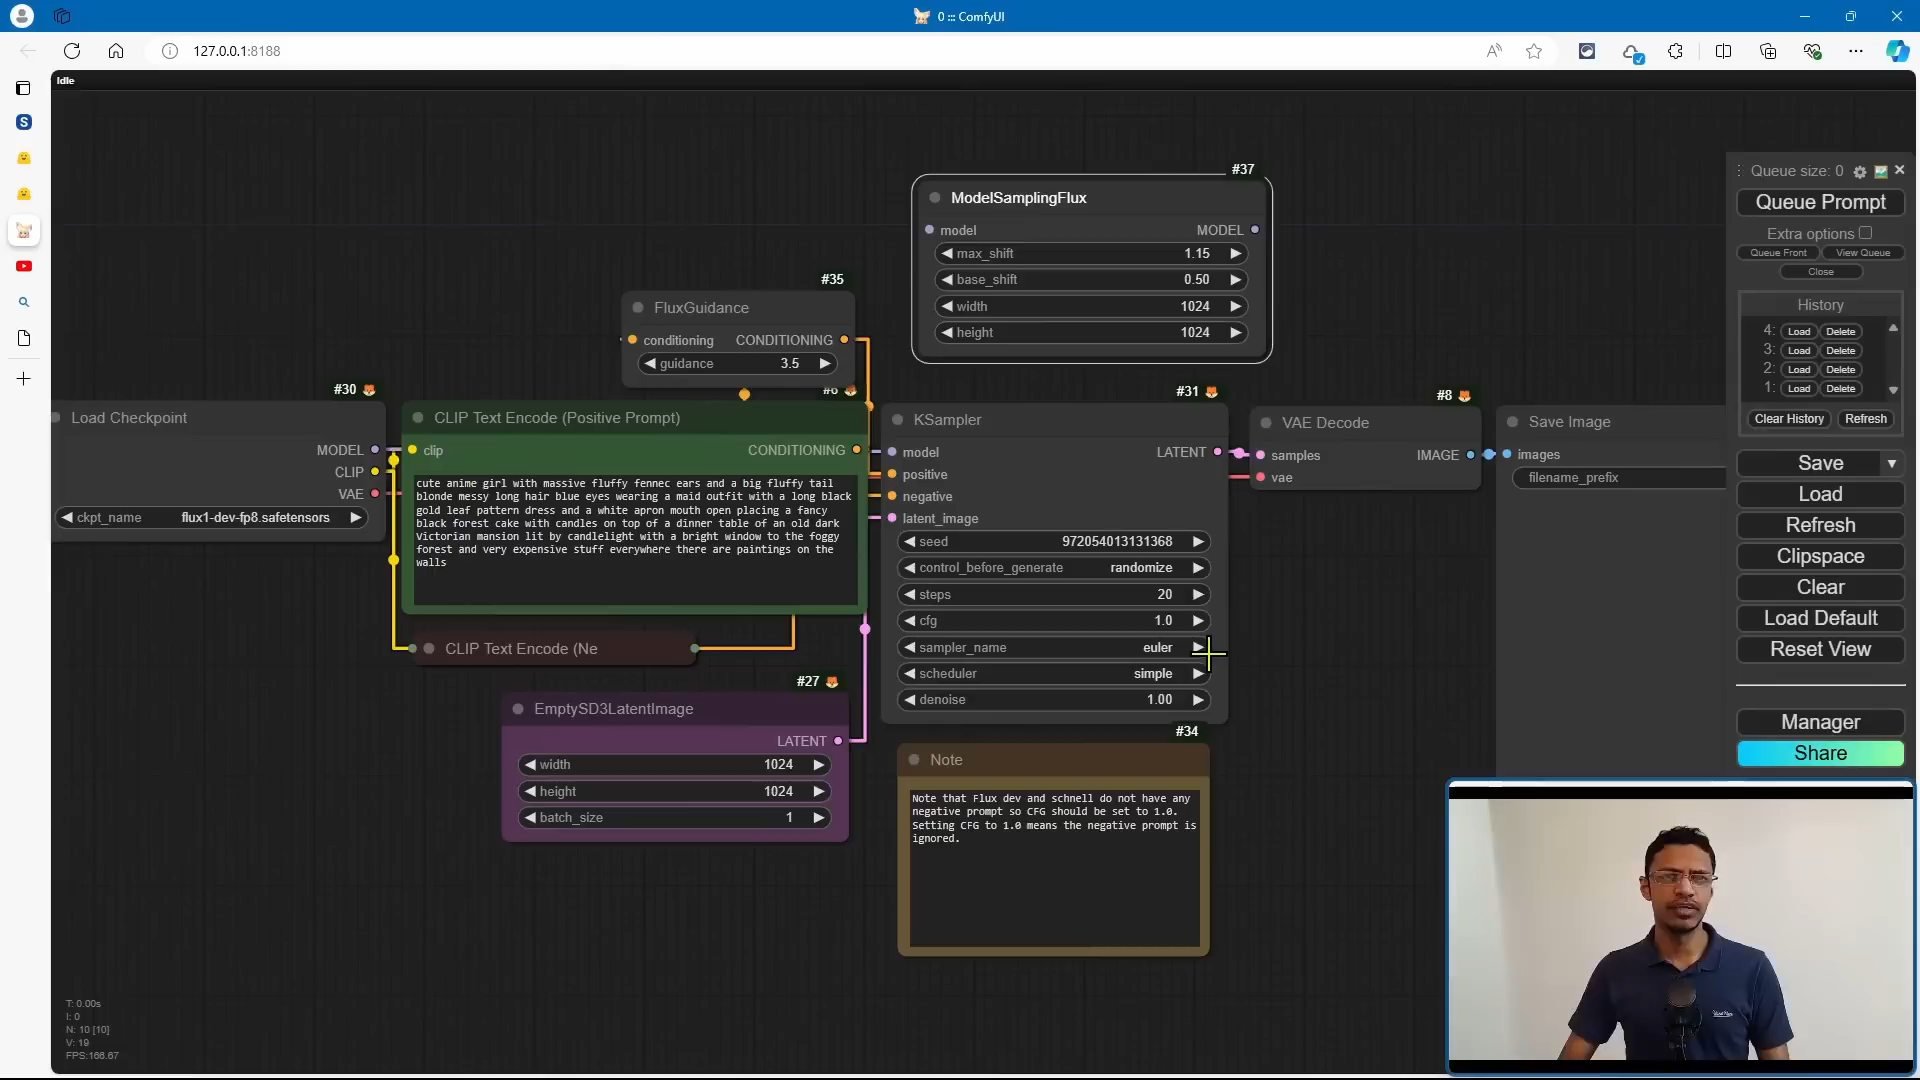 0 ::: ComfyUI
127.0.0.1:8188
Idle
#37
ModelSamplingFlux
model MODEL
max_shift 1.15
base_shift 0.50
width 1024
height 1024
#35
FluxGuidance
conditioning CONDITIONING
guidance 3.5
#30
Load Checkpoint
MODEL
CLIP
VAE
ckpt_name flux1-dev-fp8.safetensors
#6
CLIP Text Encode (Positive Prompt)
clip CONDITIONING
cute anime girl with massive fluffy fennec ears and a big fluffy tail
blonde messy long hair blue eyes wearing a maid outfit with a long black
gold leaf pattern dress and a white apron mouth open placing a fancy
black forest cake with candles on top of a dinner table of an old dark
Victorian mansion lit by candlelight with a bright window to the foggy
forest and very expensive stuff everywhere there are paintings on the
walls
CLIP Text Encode (Ne
#27
EmptySD3LatentImage
LATENT
width 1024
height 1024
batch_size 1
#31
KSampler
model LATENT
positive
negative
latent_image
seed 972054013131368
control_before_generate randomize
steps 20
cfg 1.0
sampler_name euler
scheduler simple
denoise 1.00
#34
Note
Note that Flux dev and schnell do not have any
negative prompt so CFG should be set to 1.0.
Setting CFG to 1.0 means the negative prompt is
ignored.
#8
VAE Decode
samples IMAGE
vae
Save Image
images
filename_prefix
Queue size: 0
Queue Prompt
Extra options
Queue Front View Queue
Close
History
4: Load Delete
3: Load Delete
2: Load Delete
1: Load Delete
Clear History Refresh
Save
Load
Refresh
Clipspace
Clear
Load Default
Reset View
Manager
Share
T: 0.00s
I: 0
N: 10 [10]
V: 19
FPS:166.67